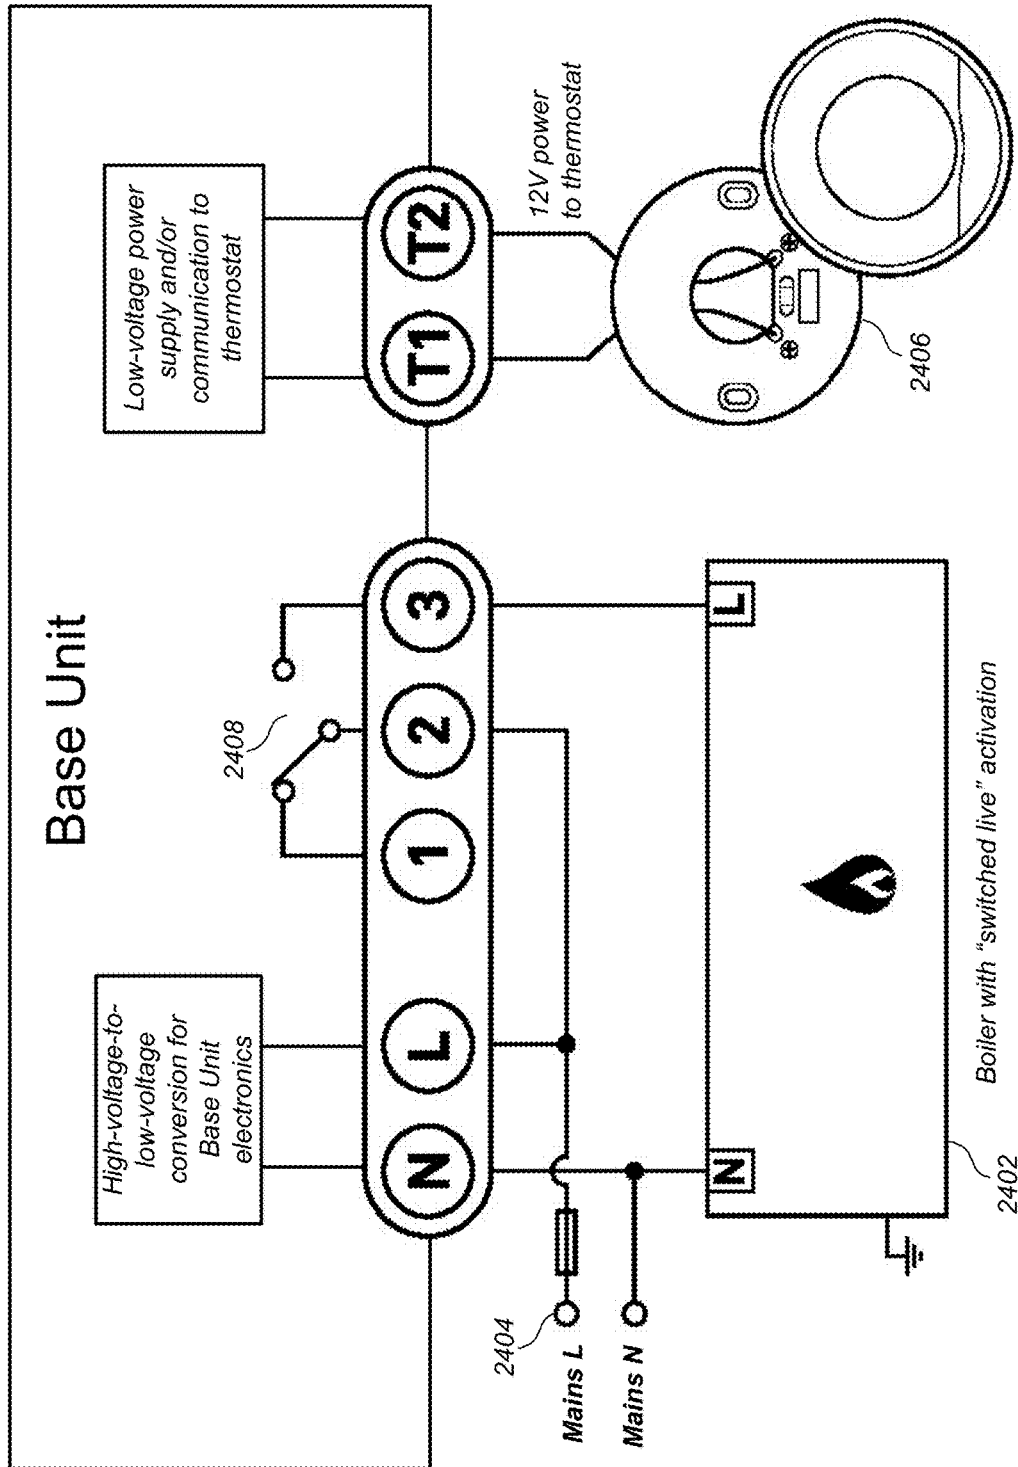 Base Unit
High-voltage-to-
low-voltage
conversion for
Base Unit
electronics
2408
Low-voltage power
supply and/or
communication to
thermostat
N
L
1
2
3
T1
T2
2404
Mains L
Mains N
12V power
to thermostat
N
L
2406
2402
Boiler with “switched live” activation